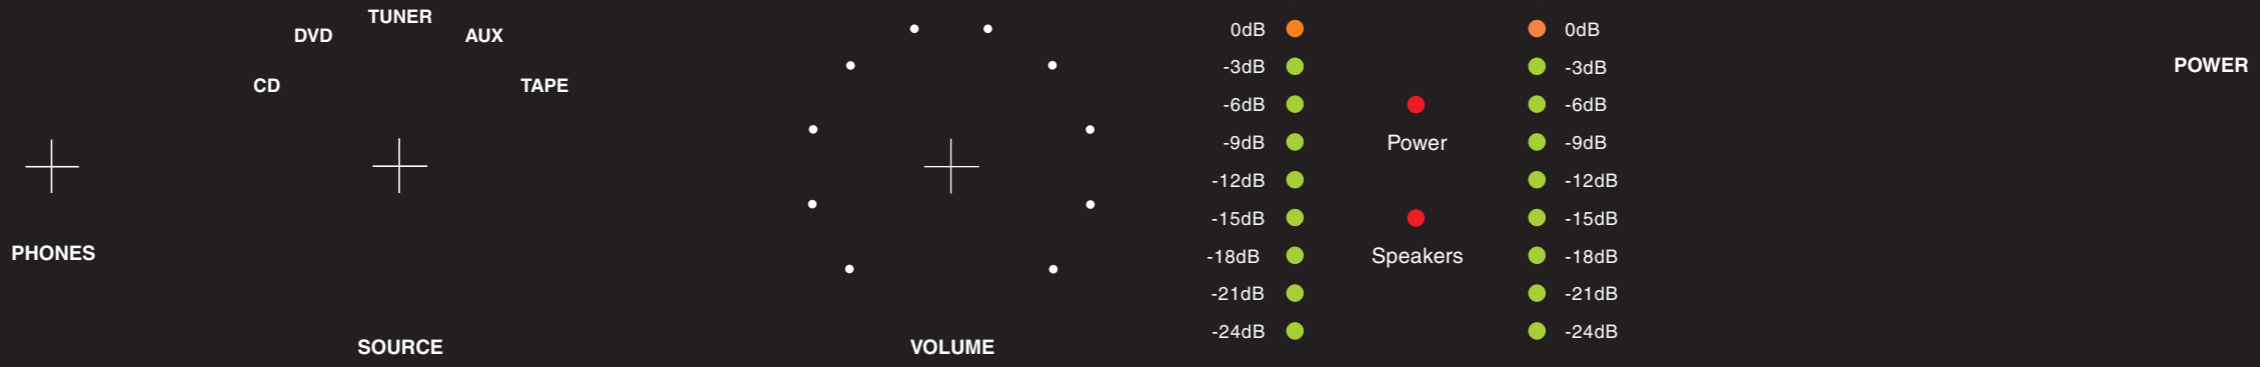 TUNER
DVD
AUX
CD
TAPE
PHONES
SOURCE
VOLUME
0dB
-3dB
-6dB
-9dB
-12dB
-15dB
-18dB
-21dB
-24dB
Power
Speakers
0dB
-3dB
-6dB
-9dB
-12dB
-15dB
-18dB
-21dB
-24dB
POWER